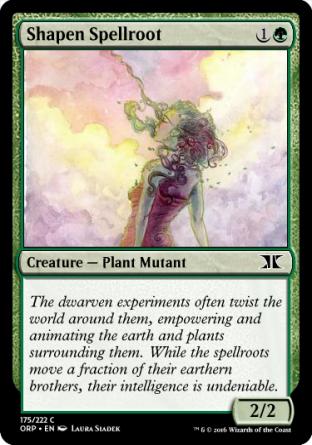 Shapen Spellroot 1
Creature — Plant Mutant
The dwarven experiments often twist the
world around them, empowering and
animating the earth and plants
surrounding them. While the spellroots
move a fraction of their earthern
brothers, their intelligence is undeniable.
2/2
175/222 C
ORP • EN Laura Siadek
™ & © 2016 Wizards of the Coast